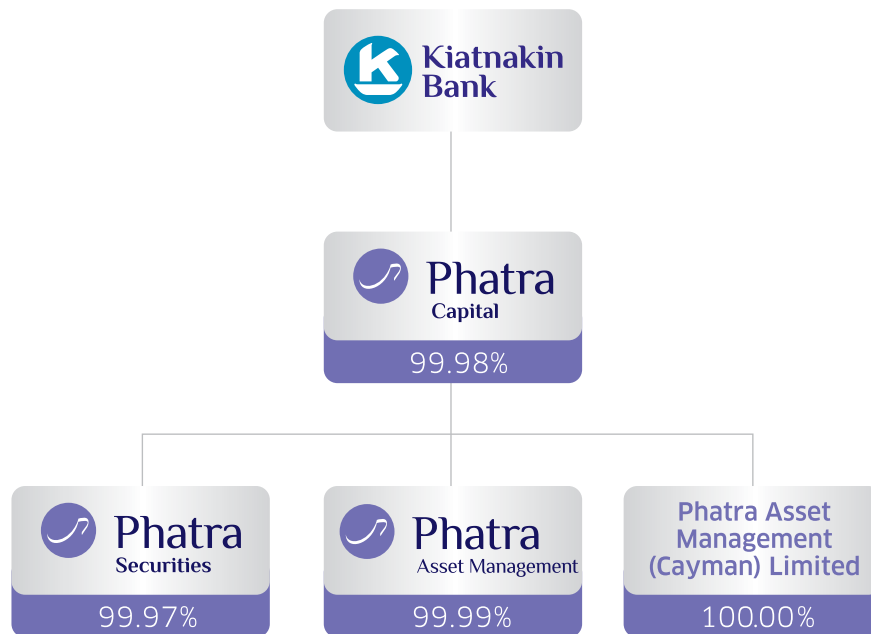 Kiatnakin
Bank
Phatra
Capital
99.98%
Phatra
Securities
99.97%
Phatra
Asset Management
99.99%
Phatra Asset
Management
(Cayman) Limited
100.00%